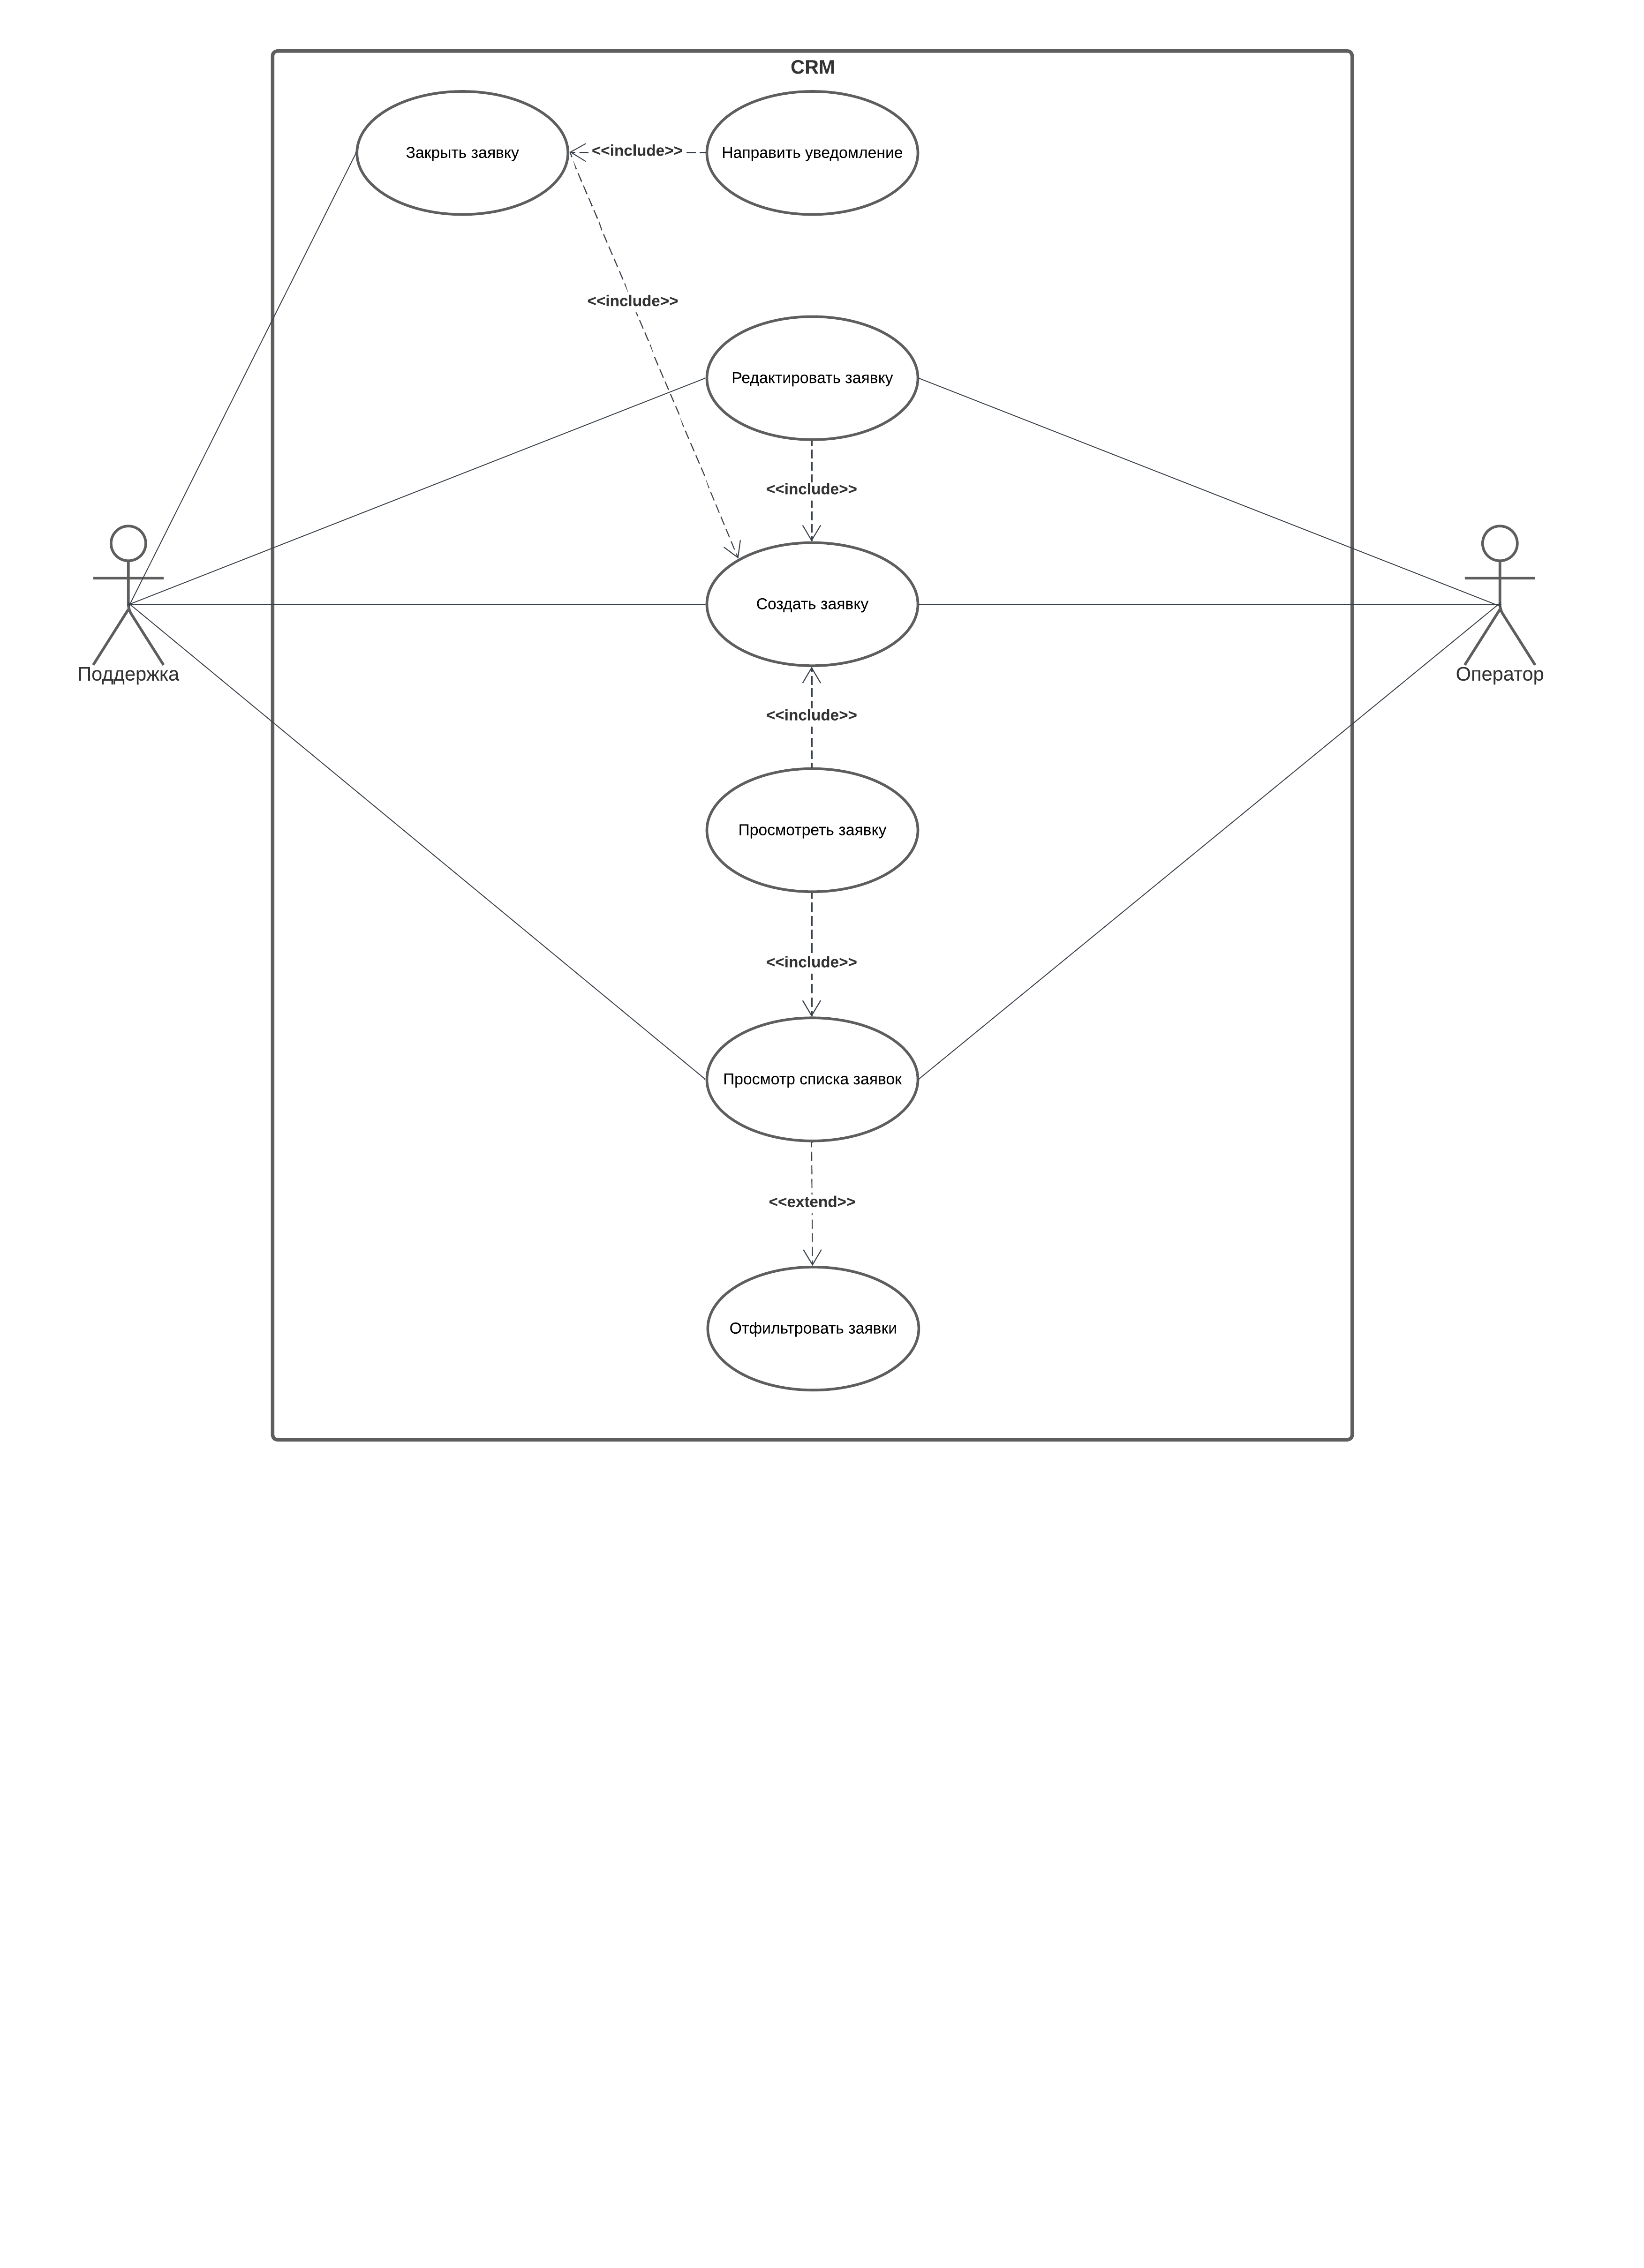 CRM
Закрыть заявку
<<include>>
Направить уведомление
<<include>>
Редактировать заявку
<<include>>
Создать заявку
Поддержка
Оператор
<<include>>
Просмотреть заявку
<<include>>
Просмотр списка заявок
<<extend>>
Отфильтровать заявки